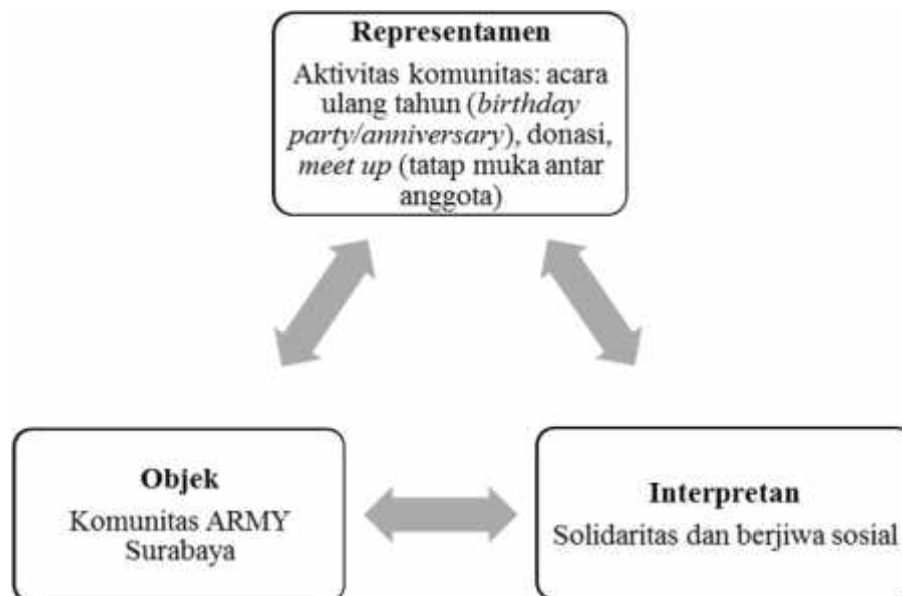 Representamen
Aktivitas komunitas: acara
ulang tahun (birthday
party/anniversary), donasi,
meet up (tatap muka antar
anggota)
Objek
Komunitas ARMY
Surabaya
Interpretan
Solidaritas dan berjiwa sosial